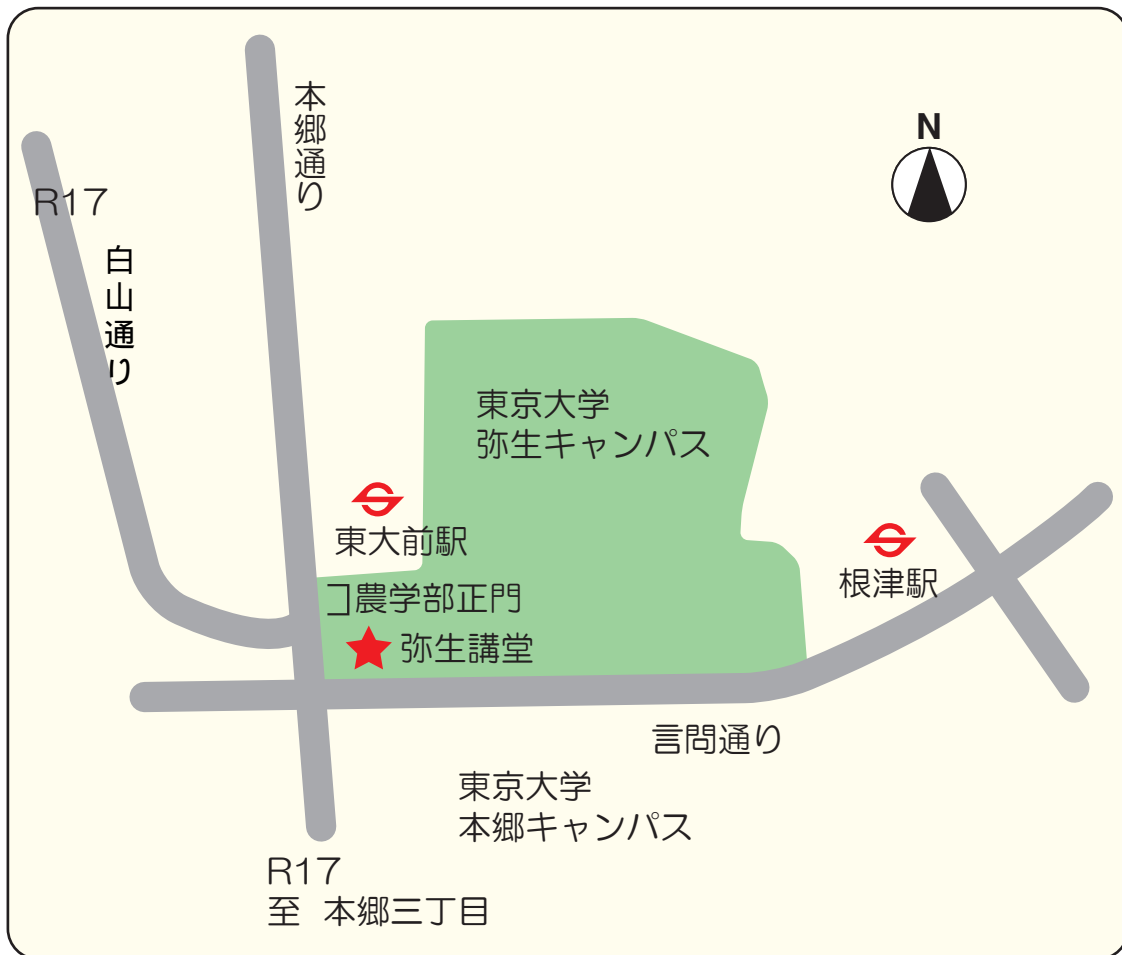 本郷通り
N
R17
白山通り
東京大学
弥生キャンパス
東大前駅
根津駅
農学部正門
弥生講堂
言問通り
東京大学
本郷キャンパス
R17
至 本郷三丁目